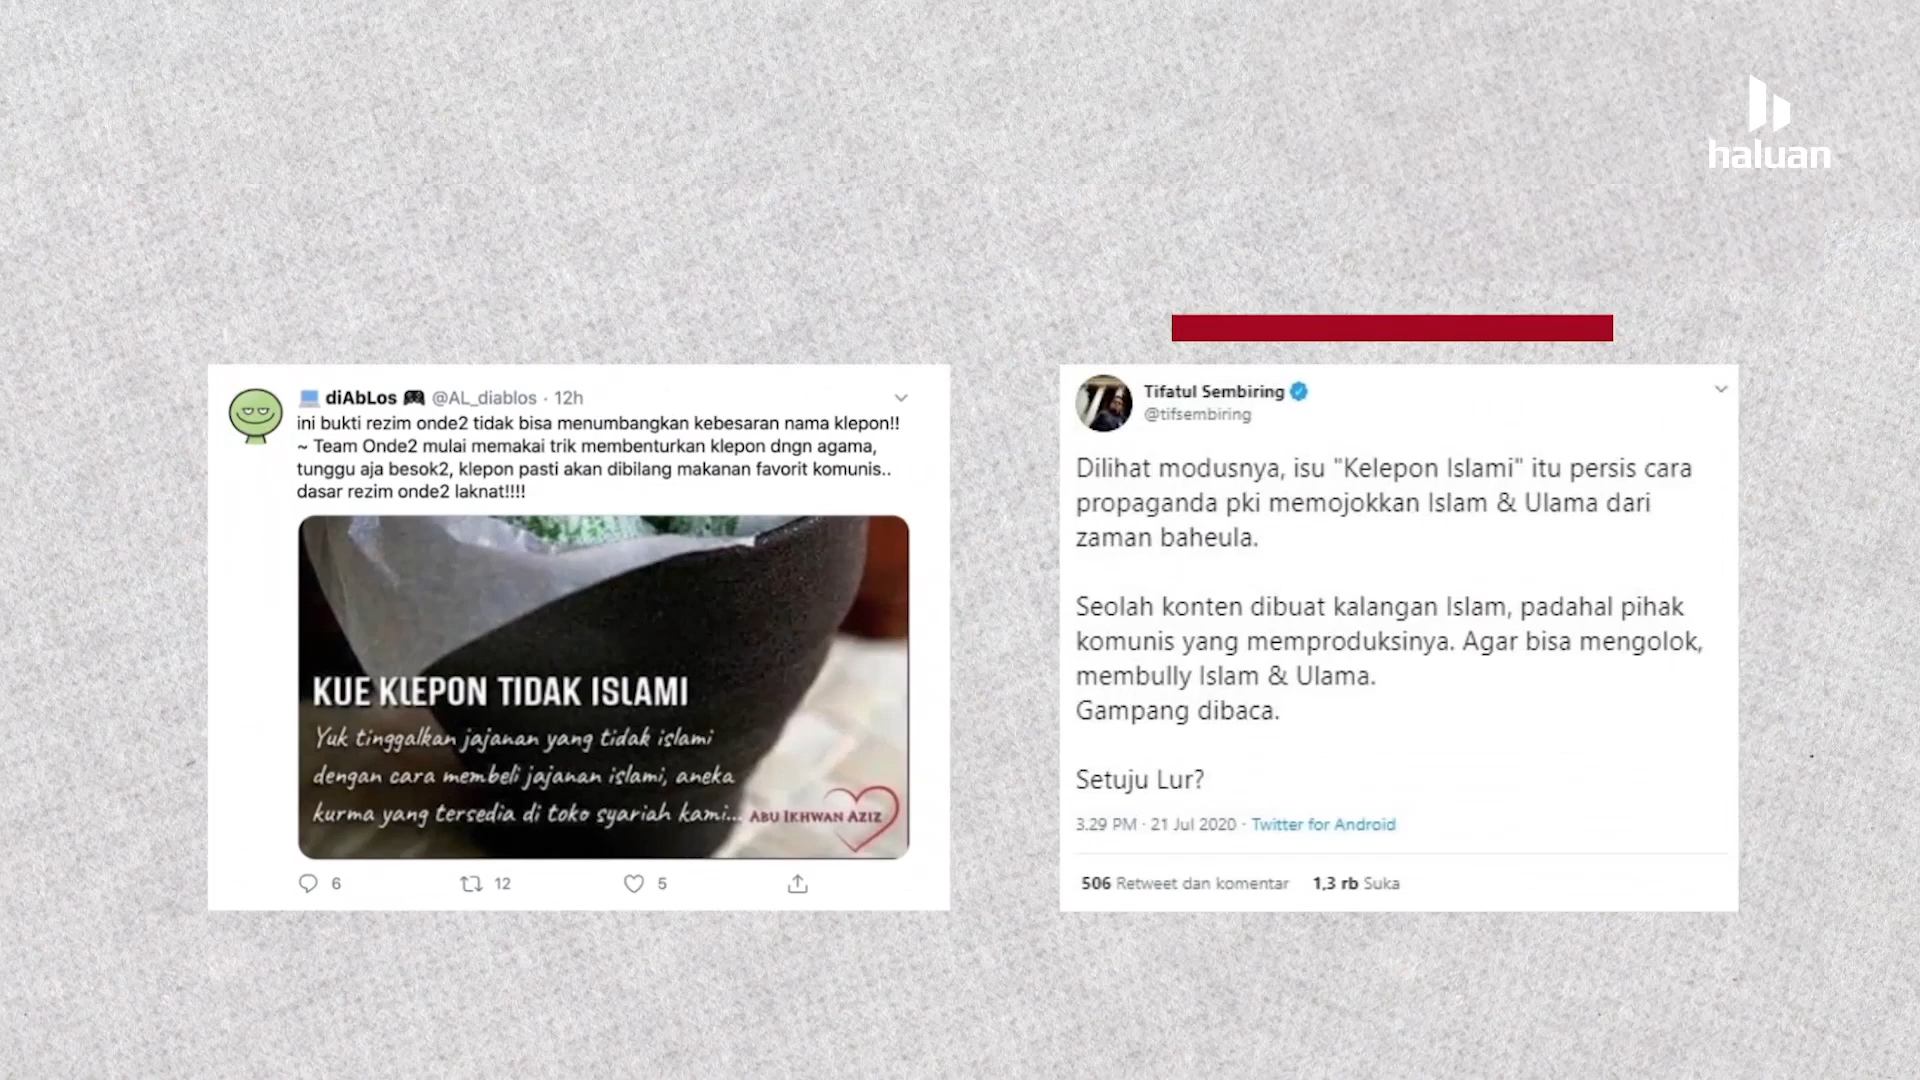 haluan
diAbLos @AL_diablos · 12h
ini bukti rezim onde2 tidak bisa menumbangkan kebesaran nama klepon!!
~ Team Onde2 mulai memakai trik membenturkan klepon dngn agama,
tunggu aja besok2, klepon pasti akan dibilang makanan favorit komunis..
dasar rezim onde2 laknat!!!!
KUE KLEPON TIDAK ISLAMI
Yuk tinggalkan jajanan yang tidak islami
dengan cara membeli jajanan islami, aneka
kurma yang tersedia di toko syariah kami...
ABU IKHWAN AZIZ
6 12 5
Tifatul Sembiring
@tifsembiring
Dilihat modusnya, isu "Kelepon Islami" itu persis cara
propaganda pki memojokkan Islam & Ulama dari
zaman baheula.
Seolah konten dibuat kalangan Islam, padahal pihak
komunis yang memproduksinya. Agar bisa mengolok,
membully Islam & Ulama.
Gampang dibaca.
Setuju Lur?
3.29 PM · 21 Jul 2020 · Twitter for Android
506 Retweet dan komentar 1,3 rb Suka